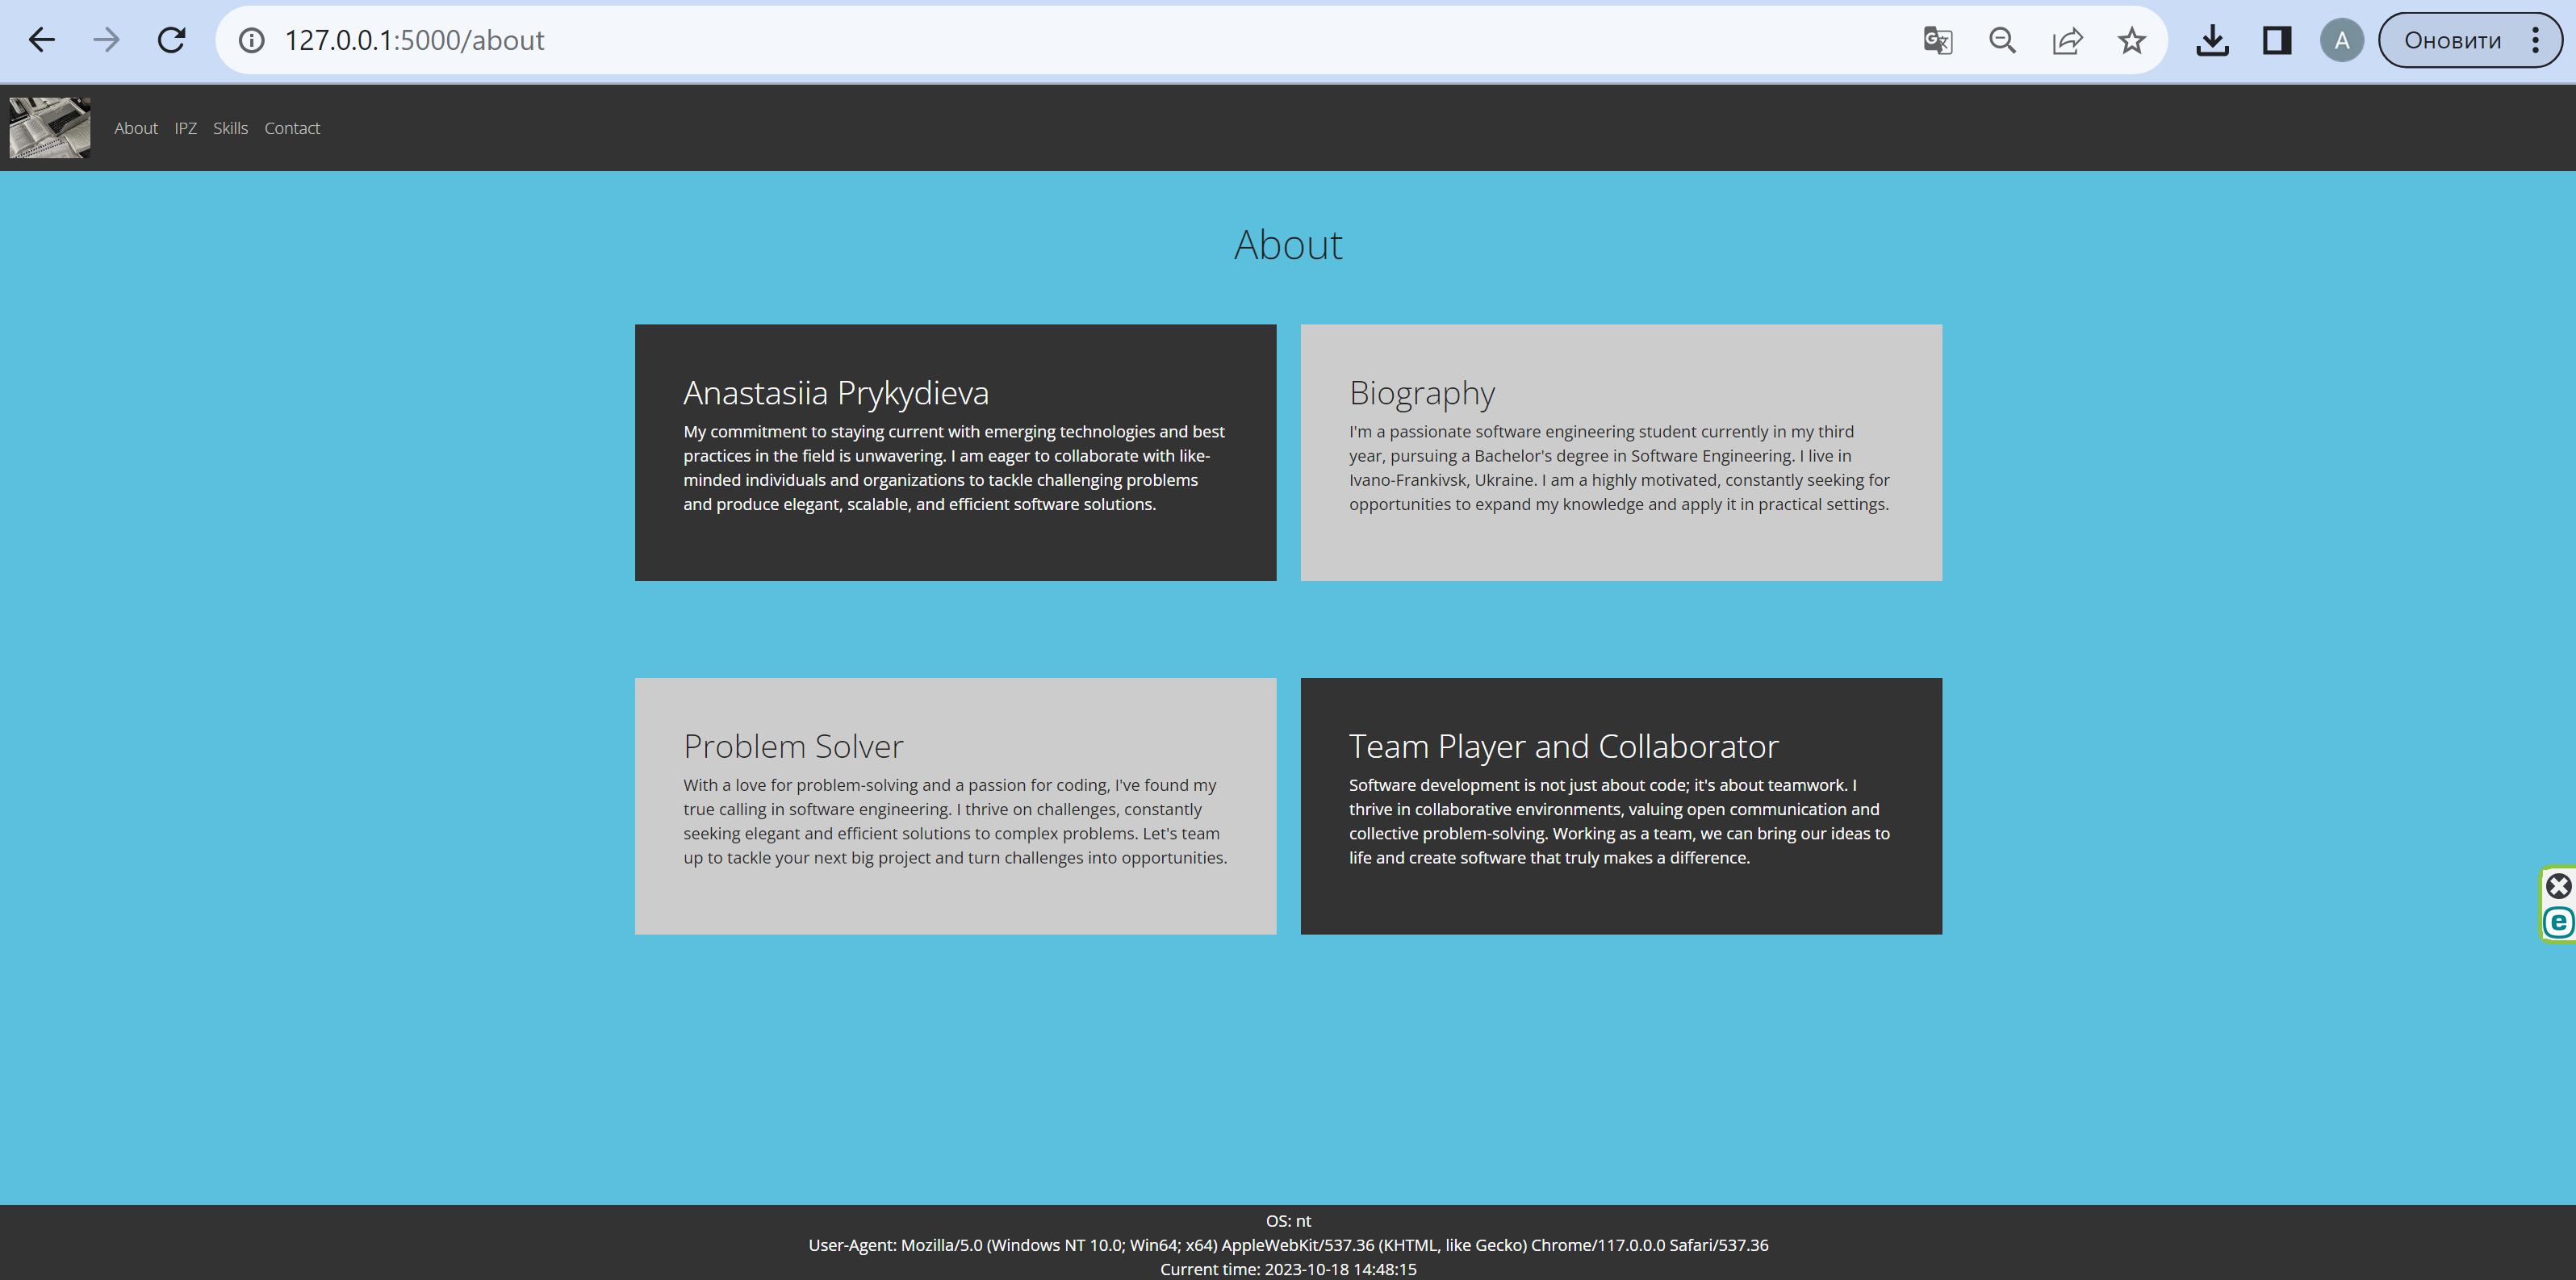 127.0.0.1:5000/about
A
Оновити
About IPZ Skills Contact
About
Anastasiia Prykydieva
My commitment to staying current with emerging technologies and best
practices in the field is unwavering. I am eager to collaborate with like-
minded individuals and organizations to tackle challenging problems
and produce elegant, scalable, and efficient software solutions.
Biography
I'm a passionate software engineering student currently in my third
year, pursuing a Bachelor's degree in Software Engineering. I live in
Ivano-Frankivsk, Ukraine. I am a highly motivated, constantly seeking for
opportunities to expand my knowledge and apply it in practical settings.
Problem Solver
With a love for problem-solving and a passion for coding, I've found my
true calling in software engineering. I thrive on challenges, constantly
seeking elegant and efficient solutions to complex problems. Let's team
up to tackle your next big project and turn challenges into opportunities.
Team Player and Collaborator
Software development is not just about code; it's about teamwork. I
thrive in collaborative environments, valuing open communication and
collective problem-solving. Working as a team, we can bring our ideas to
life and create software that truly makes a difference.
e
OS: nt
User-Agent: Mozilla/5.0 (Windows NT 10.0; Win64; x64) AppleWebKit/537.36 (KHTML, like Gecko) Chrome/117.0.0.0 Safari/537.36
Current time: 2023-10-18 14:48:15